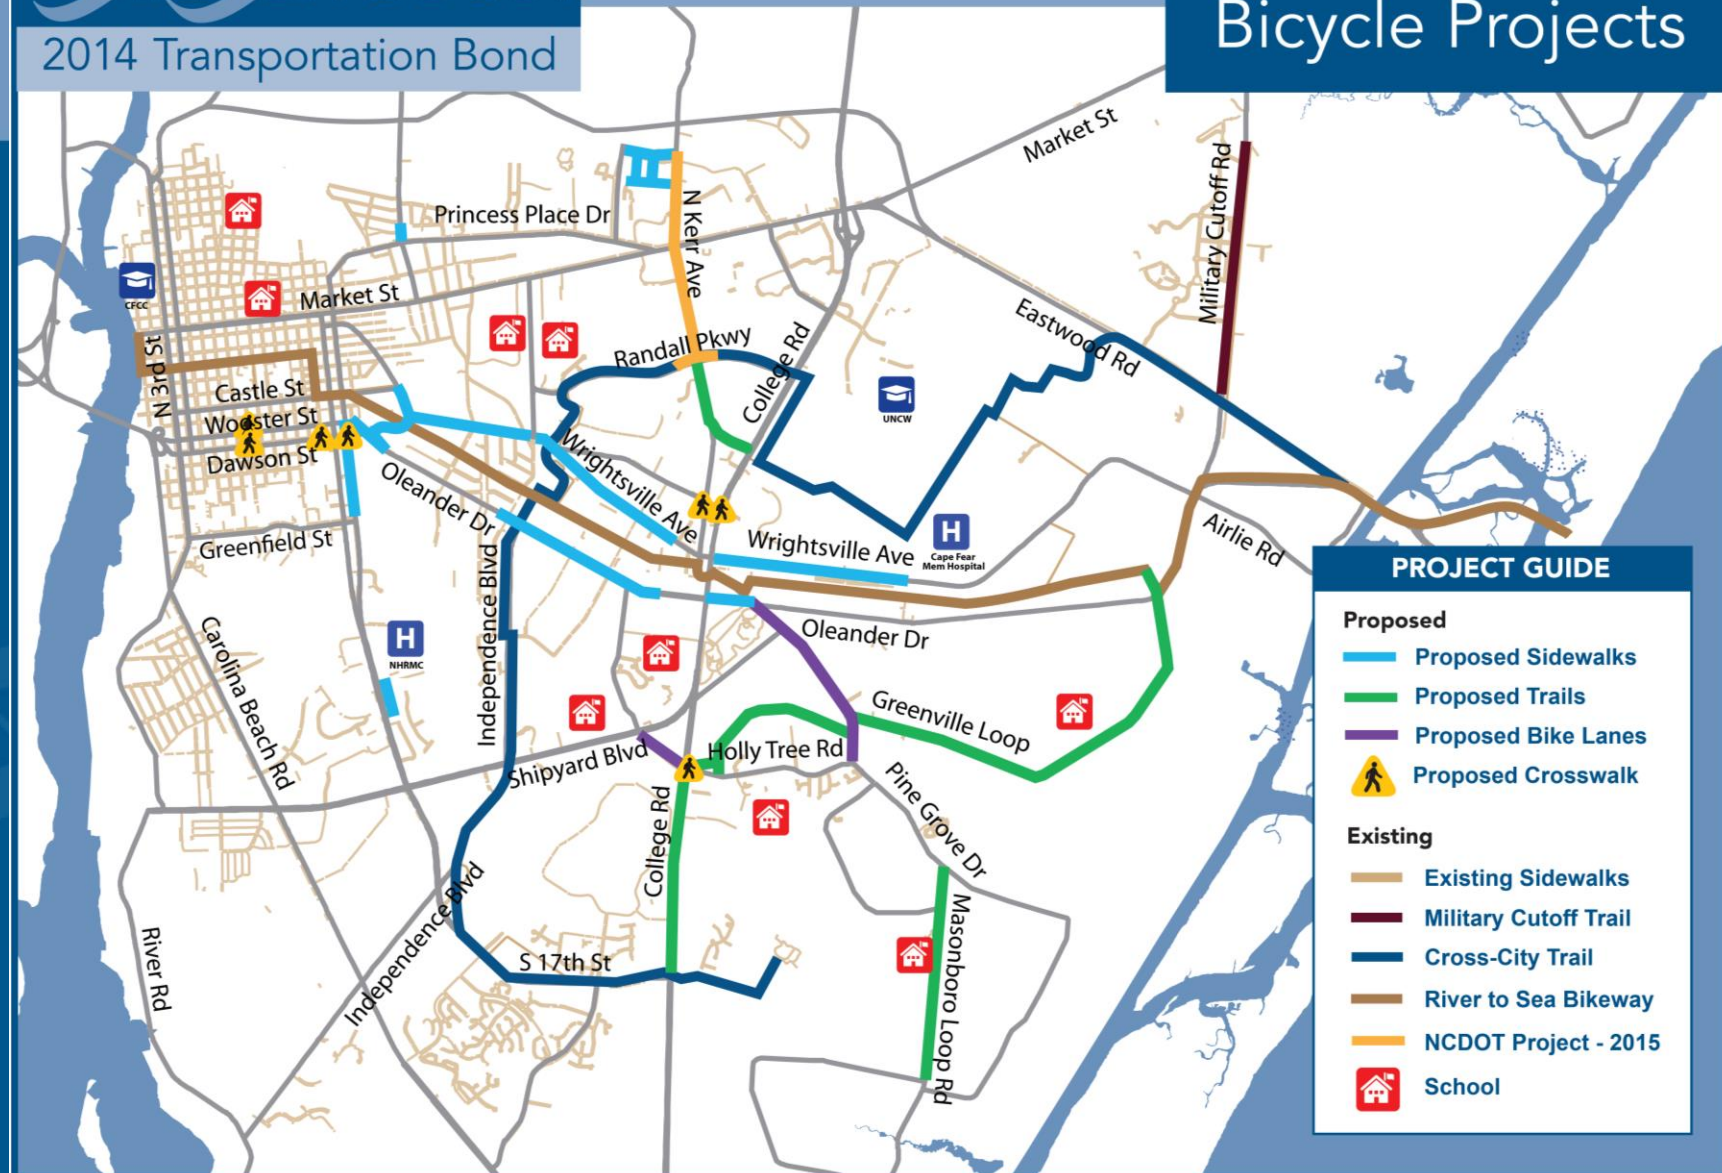 2014 Transportation Bond
Bicycle Projects
Market St
Military Cutoff Rd
Princess Place Dr
N Kerr Ave
CFCC
Market St
Eastwood Rd
Randall Pkwy
College Rd
N 3rd St
Castle St
Wooster St
Dawson St
UNCW
Wrightsville Ave
Oleander Dr
Greenfield St
Wrightsville Ave
H
Cape Fear
Mem Hospital
Airlie Rd
Independence Blvd
Carolina Beach Rd
H
NHRMC
Oleander Dr
Greenville Loop
Holly Tree Rd
Shipyard Blvd
Pine Grove Dr
College Rd
Independence Blvd
River Rd
S 17th St
Masonboro Loop Rd
PROJECT GUIDE
Proposed
Proposed Sidewalks
Proposed Trails
Proposed Bike Lanes
Proposed Crosswalk
Existing
Existing Sidewalks
Military Cutoff Trail
Cross-City Trail
River to Sea Bikeway
NCDOT Project - 2015
School